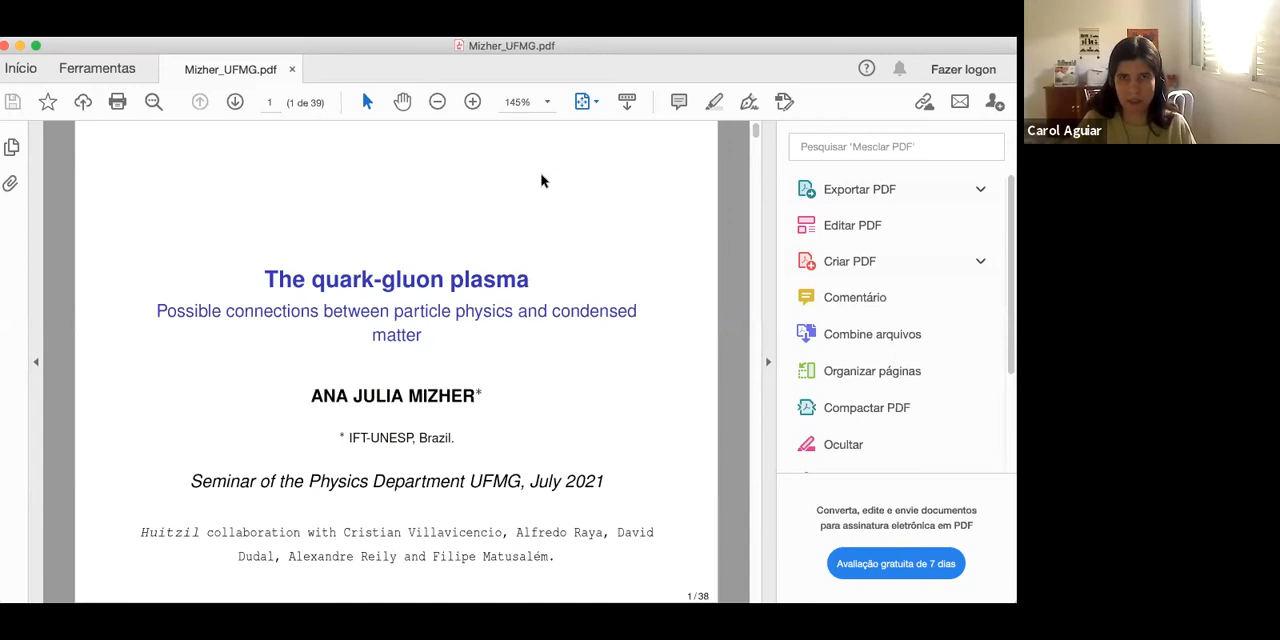 Mizher_UFMG.pdf
Início
Ferramentas
Mizher_UFMG.pdf ×
Fazer logon
1 (1 de 39)
145%
Pesquisar 'Mesclar PDF'
Exportar PDF
Editar PDF
Criar PDF
Comentário
Combine arquivos
Organizar páginas
Compactar PDF
Ocultar
Converta, edite e envie documentos
para assinatura eletrônica em PDF
Avaliação gratuita de 7 dias
The quark-gluon plasma
Possible connections between particle physics and condensed
matter
ANA JULIA MIZHER*
* IFT-UNESP, Brazil.
Seminar of the Physics Department UFMG, July 2021
Huitzil collaboration with Cristian Villavicencio, Alfredo Raya, David
Dudal, Alexandre Reily and Filipe Matusalém.
1 / 38
Carol Aguiar